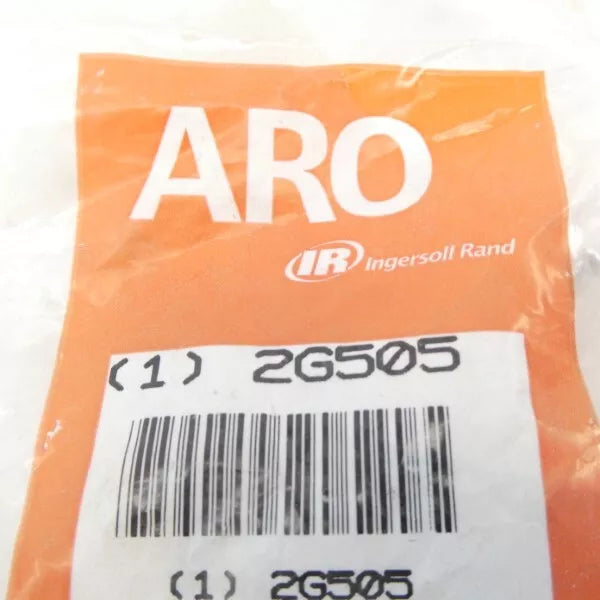 ARO
IR Ingersoll Rand
(1) 2G505
(1) 2G505